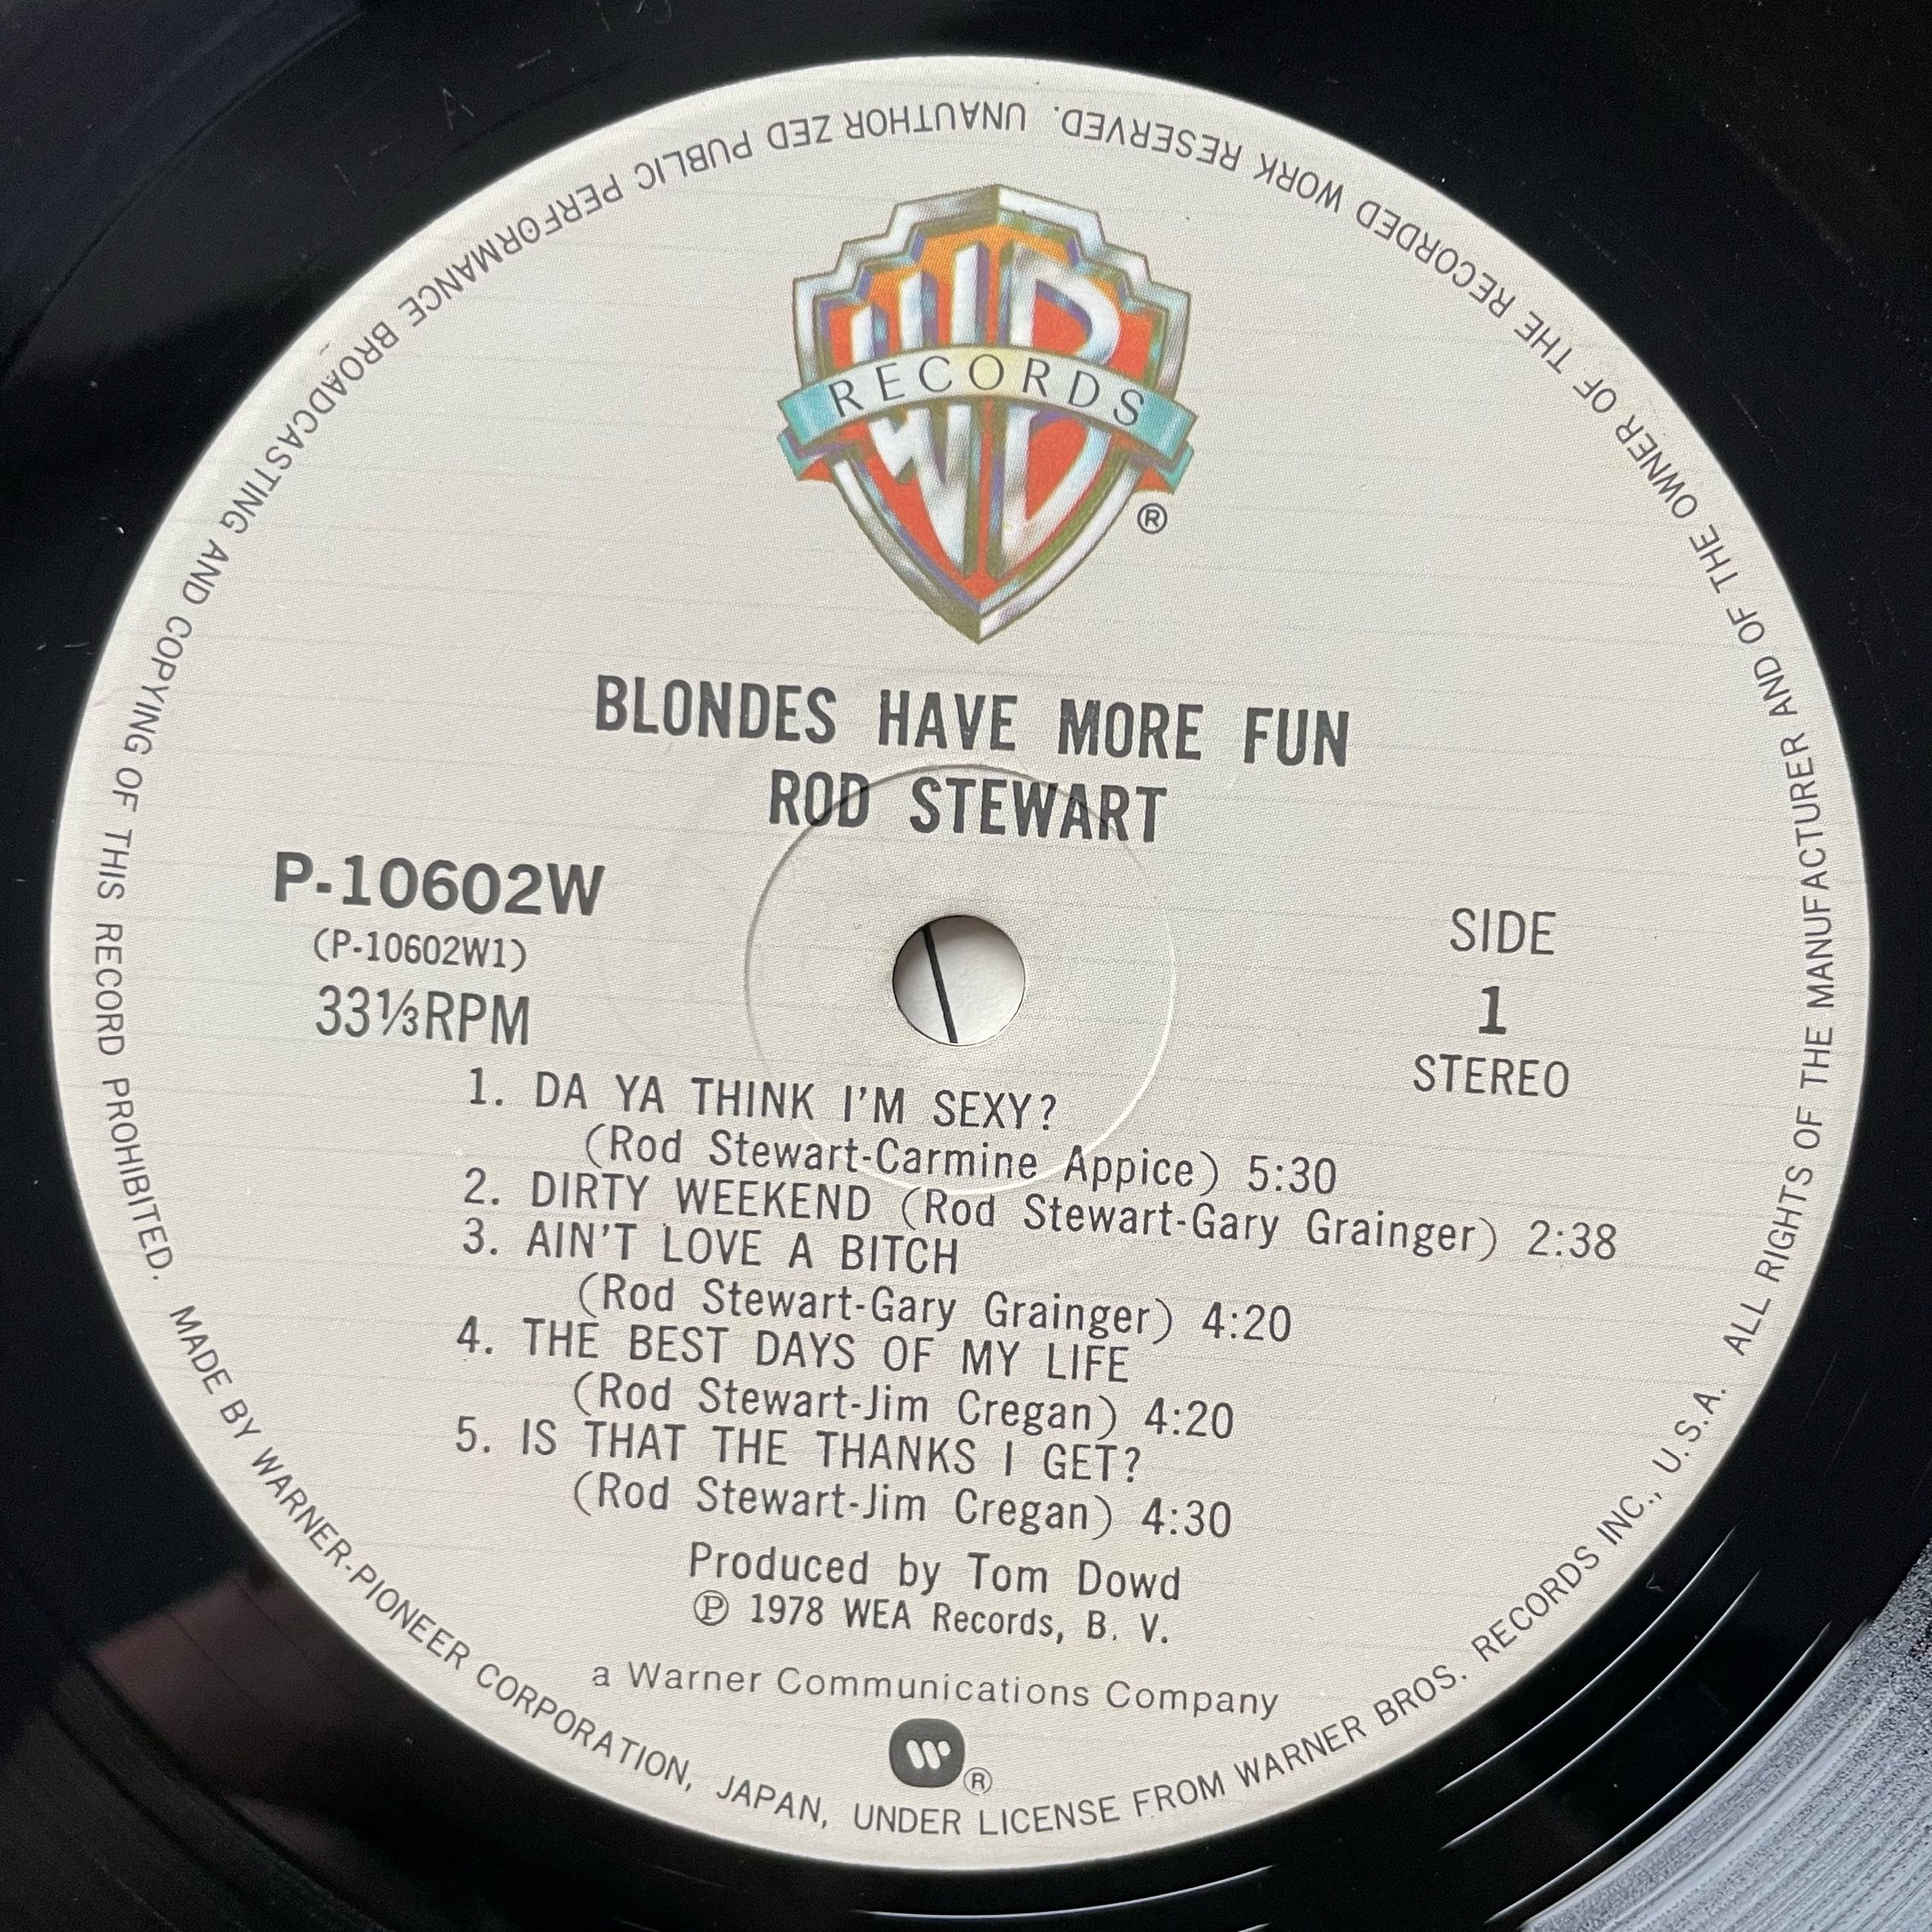 WB
RECORDS
®
BLONDES HAVE MORE FUN
ROD STEWART
P-10602W
(P-10602W1)
33⅓RPM
SIDE
1
STEREO
1. DA YA THINK I'M SEXY?
(Rod Stewart-Carmine Appice) 5:30
2. DIRTY WEEKEND (Rod Stewart-Gary Grainger) 2:38
3. AIN'T LOVE A BITCH
(Rod Stewart-Gary Grainger) 4:20
4. THE BEST DAYS OF MY LIFE
(Rod Stewart-Jim Cregan) 4:20
5. IS THAT THE THANKS I GET?
(Rod Stewart-Jim Cregan) 4:30
Produced by Tom Dowd
℗ 1978 WEA Records, B. V.
a Warner Communications Company
W®
MADE BY WARNER-PIONEER CORPORATION, JAPAN, UNDER LICENSE FROM WARNER BROS. RECORDS INC., U.S.A. ALL RIGHTS OF THE MANUFACTURER AND OF THE OWNER OF THE RECORDED WORK RESERVED. UNAUTHOR ZED PUBLIC PERFORMANCE BROADCASTING AND COPYING OF THIS RECORD PROHIBITED.